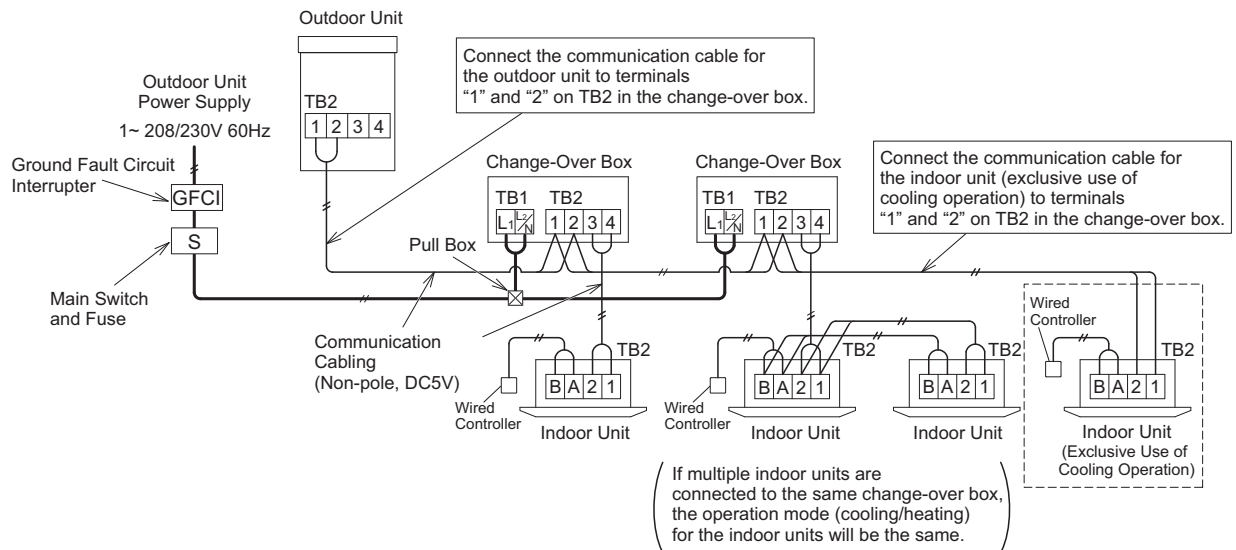 Outdoor Unit
Connect the communication cable for
the outdoor unit to terminals
“1” and “2” on TB2 in the change-over box.
Outdoor Unit
Power Supply
1~ 208/230V 60Hz
TB2
1 2 3 4
Ground Fault Circuit
Interrupter
GFCI
S
Main Switch
and Fuse
Change-Over Box
TB1 TB2
L1 L2/N 1 2 3 4
Change-Over Box
TB1 TB2
L1 L2/N 1 2 3 4
Connect the communication cable for
the indoor unit (exclusive use of
cooling operation) to terminals
“1” and “2” on TB2 in the change-over box.
Pull Box
Communication
Cabling
(Non-pole, DC5V)
Wired
Controller
TB2
B A 2 1
Indoor Unit
Wired
Controller
TB2
B A 2 1
Indoor Unit
TB2
B A 2 1
Indoor Unit
Wired
Controller
TB2
B A 2 1
Indoor Unit
(Exclusive Use of
Cooling Operation)
If multiple indoor units are
connected to the same change-over box,
the operation mode (cooling/heating)
for the indoor units will be the same.